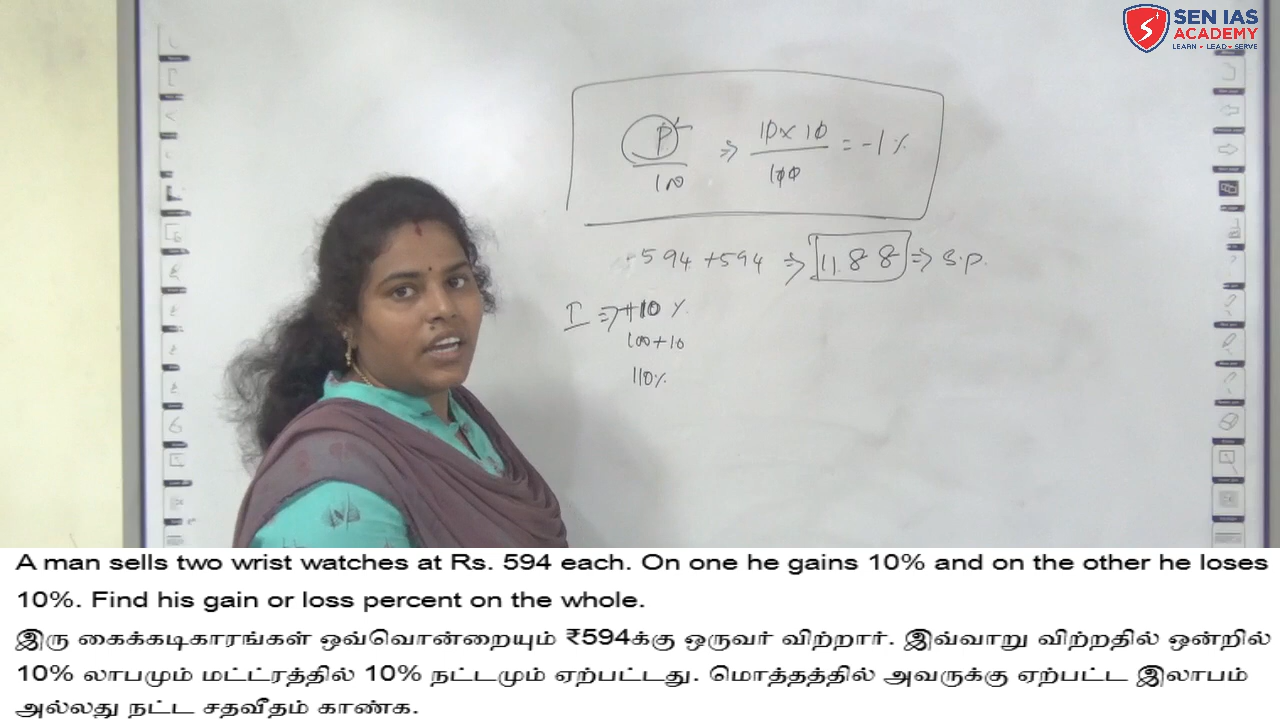 SEN IAS
ACADEMY
LEARN • LEAD • SERVE
P²/100 ⇒ 10 x 10/100 = -1%
594 + 594 ⇒ 1188 ⇒ S.P.
I ⇒ +10%
100+10
110%
A man sells two wrist watches at Rs. 594 each. On one he gains 10% and on the other he loses
10%. Find his gain or loss percent on the whole.
இரு கைக்கடிகாரங்கள் ஒவ்வொன்றையும் ₹594க்கு ஒருவர் விற்றார். இவ்வாறு விற்றதில் ஒன்றில்
10% லாபமும் மட்ட்ரத்தில் 10% நட்டமும் ஏற்பட்டது. மொத்தத்தில் அவருக்கு ஏற்பட்ட இலாபம்
அல்லது நட்ட சதவீதம் காண்க.